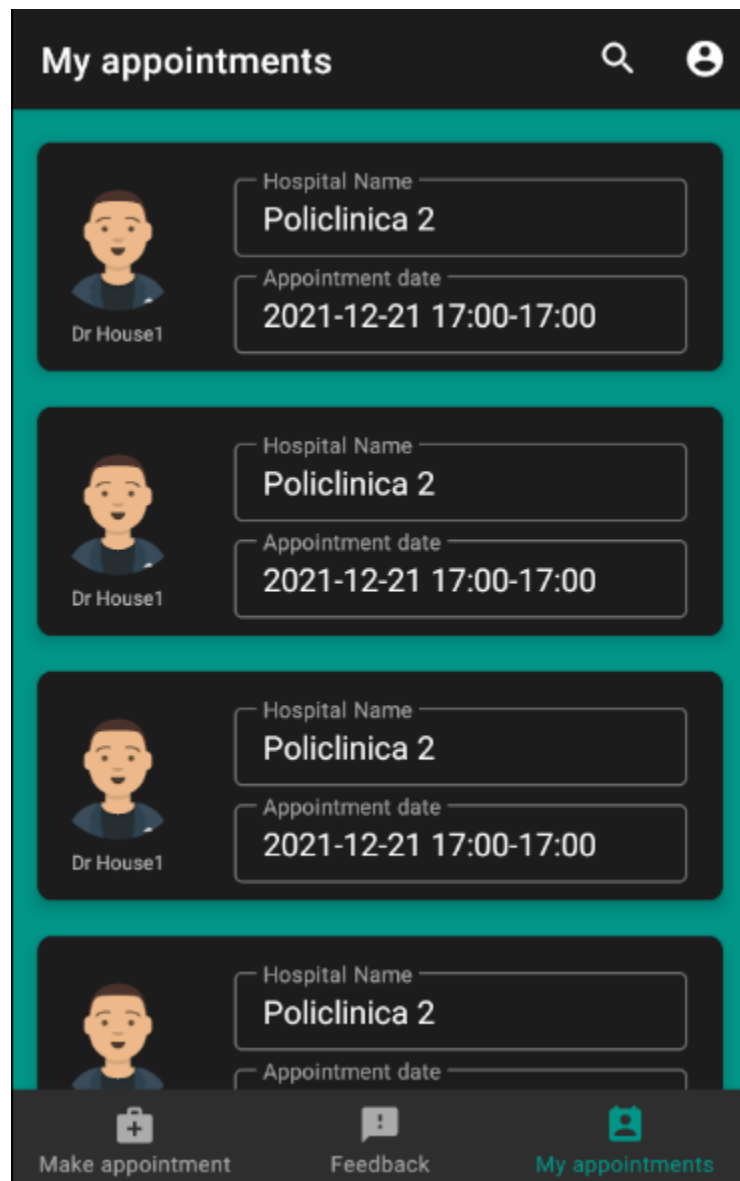 My appointments
Hospital Name
Policlinica 2
Appointment date
2021-12-21 17:00-17:00
Dr House1
Hospital Name
Policlinica 2
Appointment date
2021-12-21 17:00-17:00
Dr House1
Hospital Name
Policlinica 2
Appointment date
2021-12-21 17:00-17:00
Dr House1
Hospital Name
Policlinica 2
Appointment date
Make appointment
Feedback
My appointments